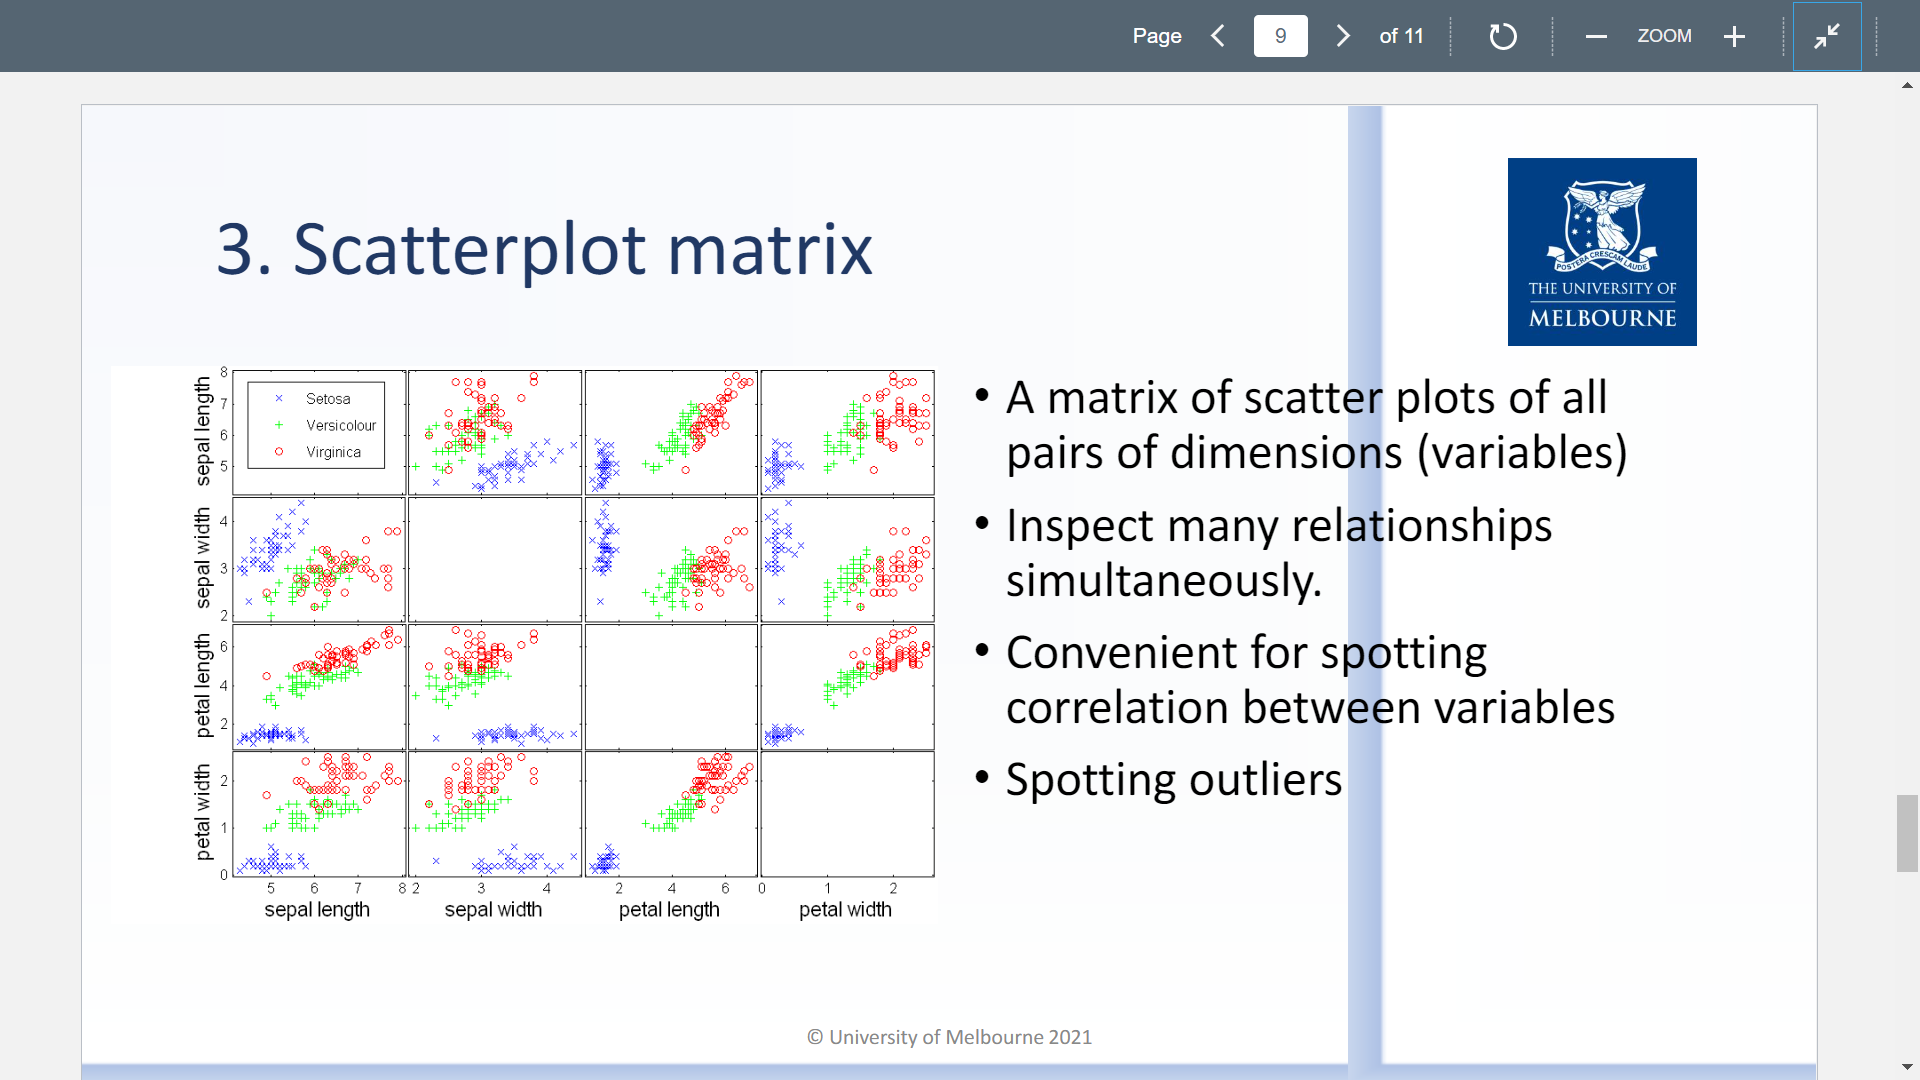 Page 9 of 11 ZOOM
3. Scatterplot matrix
POSTERA CRESCAM LAUDE
THE UNIVERSITY OF
MELBOURNE
sepal length
8
7
6
5
Setosa
Versicolour
Virginica
sepal width
4
3
2
petal length
6
4
2
petal width
2
1
0
5 6 7 8 2 3 4 2 4 6 0 1 2
sepal length sepal width petal length petal width
• A matrix of scatter plots of all
pairs of dimensions (variables)
• Inspect many relationships
simultaneously.
• Convenient for spotting
correlation between variables
• Spotting outliers
© University of Melbourne 2021